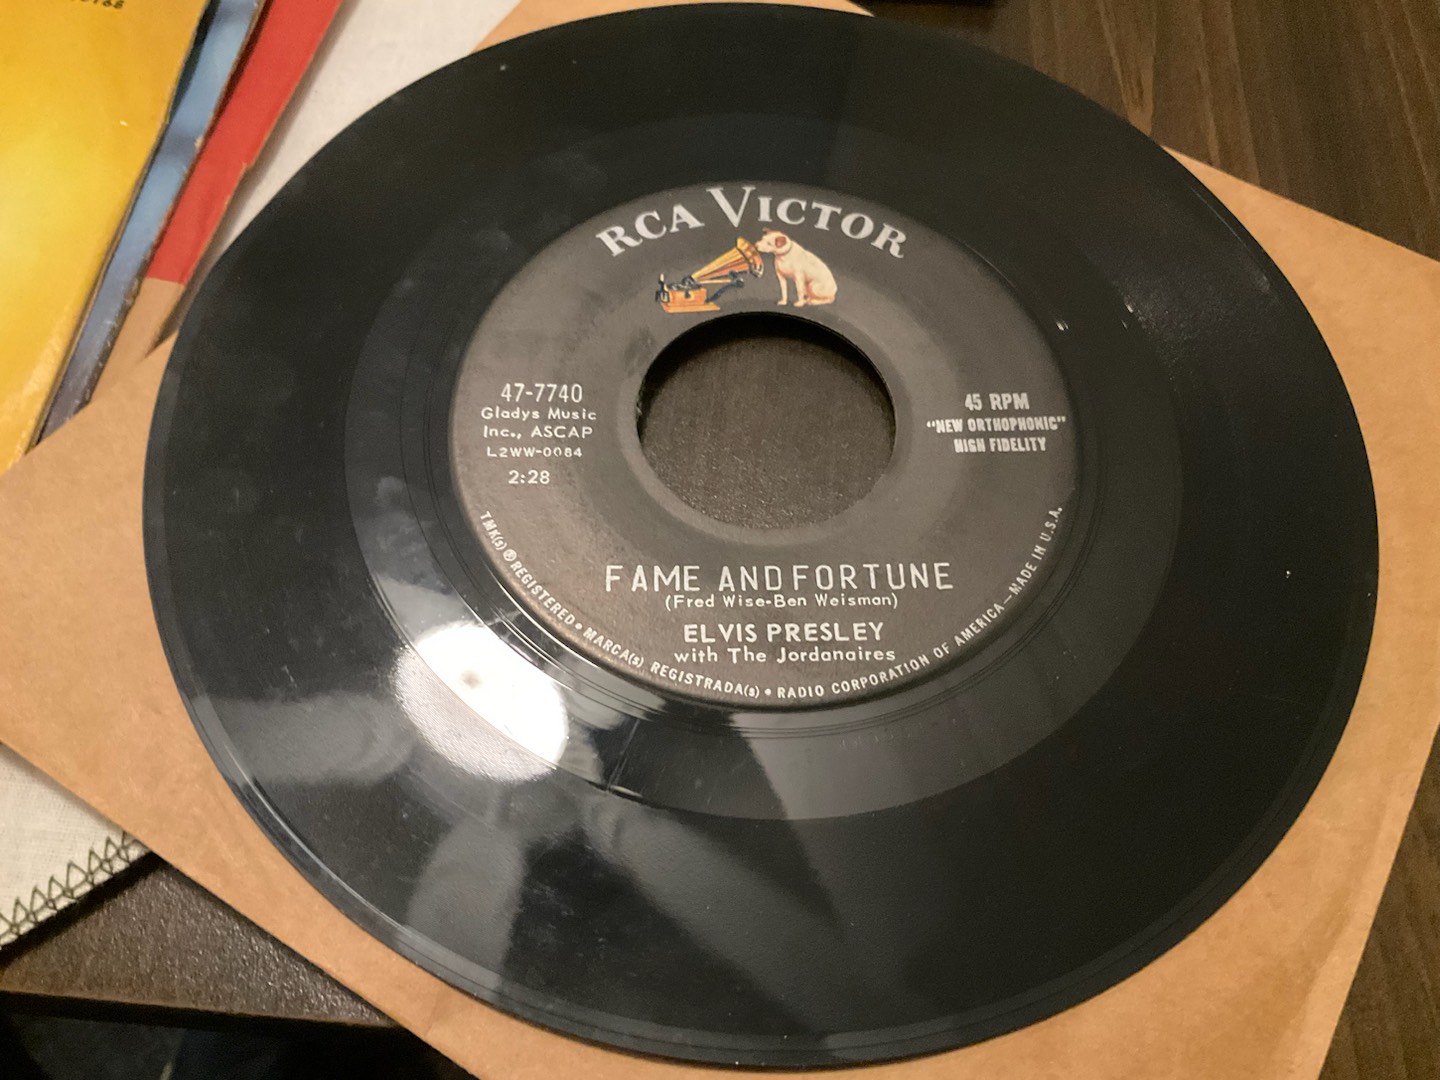 RCA VICTOR
47-7740
Gladys Music
Inc., ASCAP
L2WW-0084
2:28
45 RPM
"NEW ORTHOPHONIC"
HIGH FIDELITY
FAME AND FORTUNE
(Fred Wise-Ben Weisman)
ELVIS PRESLEY
with The Jordanaires
TMK(s) ® REGISTERED • MARCA(s) REGISTRADA(s) • RADIO CORPORATION OF AMERICA—MADE IN U.S.A.